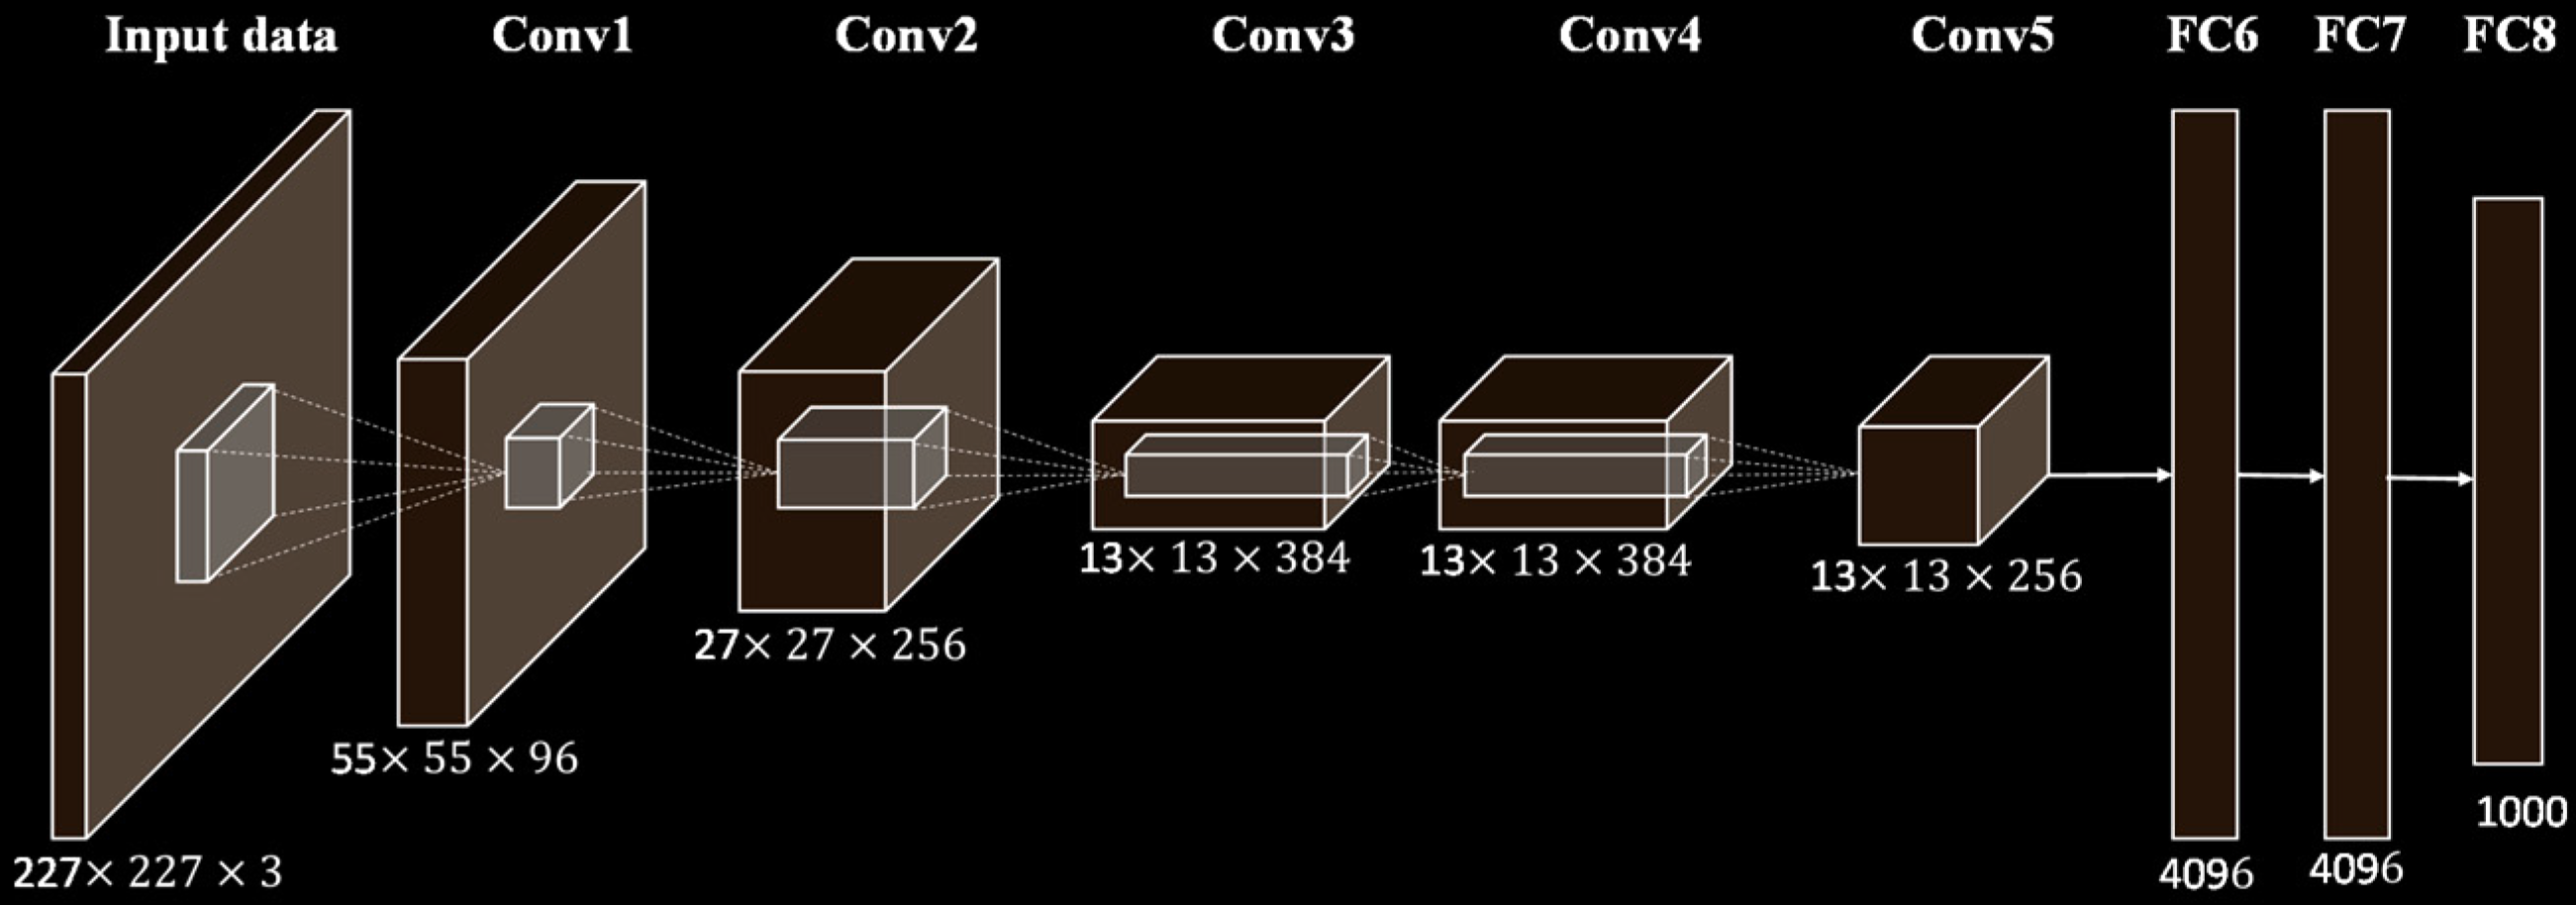 Input data Conv1 Conv2 Conv3 Conv4 Conv5 FC6 FC7 FC8
13× 13 × 384
13× 13 × 384
13× 13 × 256
27× 27 × 256
55× 55 × 96
1000
227× 227 × 3
4096
4096